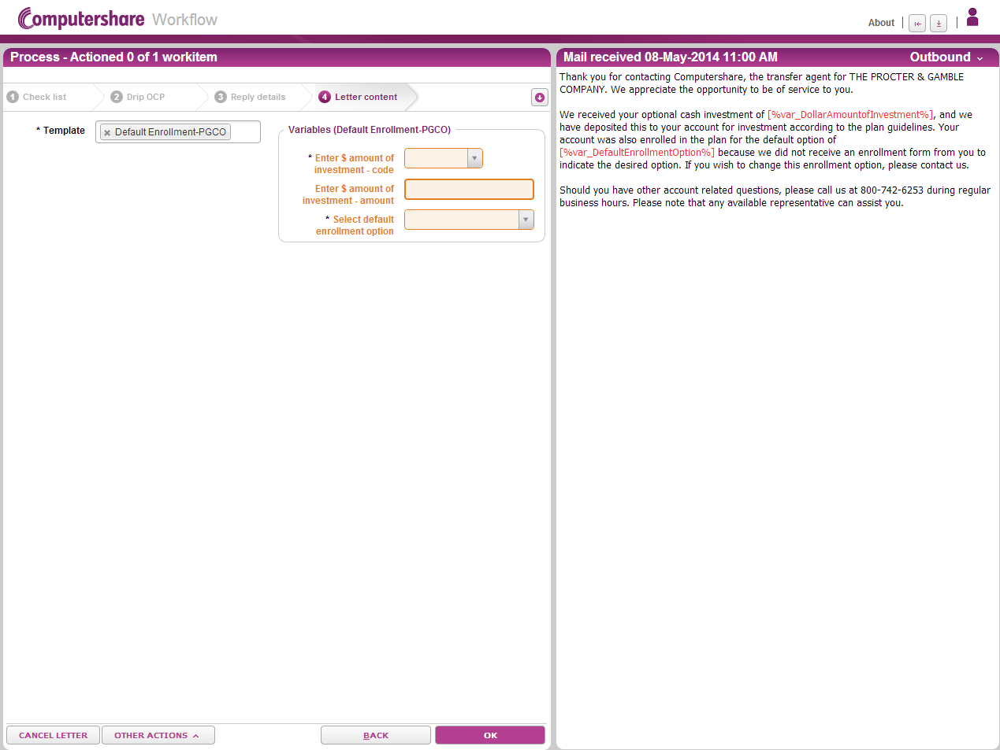 Computershare Workflow
About
Process - Actioned 0 of 1 workitem
1 Check list
2 Drip OCP
3 Reply details
4 Letter content
* Template
Default Enrollment-PGCO
Variables (Default Enrollment-PGCO)
* Enter $ amount of
investment - code
Enter $ amount of
investment - amount
* Select default
enrollment option
CANCEL LETTER
OTHER ACTIONS
BACK
OK
Mail received 08-May-2014 11:00 AM
Outbound
Thank you for contacting Computershare, the transfer agent for THE PROCTER & GAMBLE
COMPANY. We appreciate the opportunity to be of service to you.
We received your optional cash investment of [%var_DollarAmountofInvestment%], and we
have deposited this to your account for investment according to the plan guidelines. Your
account was also enrolled in the plan for the default option of
[%var_DefaultEnrollmentOption%] because we did not receive an enrollment form from you to
indicate the desired option. If you wish to change this enrollment option, please contact us.
Should you have other account related questions, please call us at 800-742-6253 during regular
business hours. Please note that any available representative can assist you.